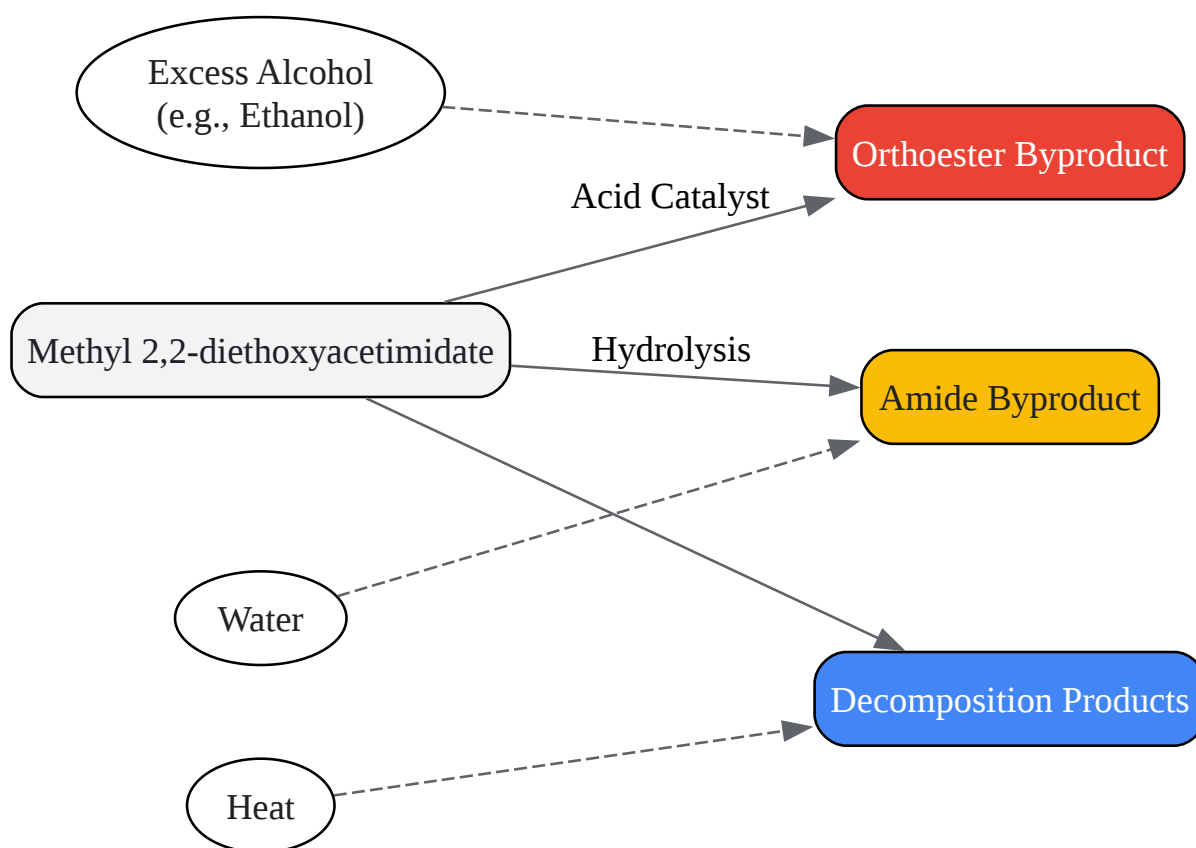 Excess Alcohol
(e.g., Ethanol)
Orthoester Byproduct
Acid Catalyst
Methyl 2,2-diethoxyacetimidate
Hydrolysis
Amide Byproduct
Water
Decomposition Products
Heat